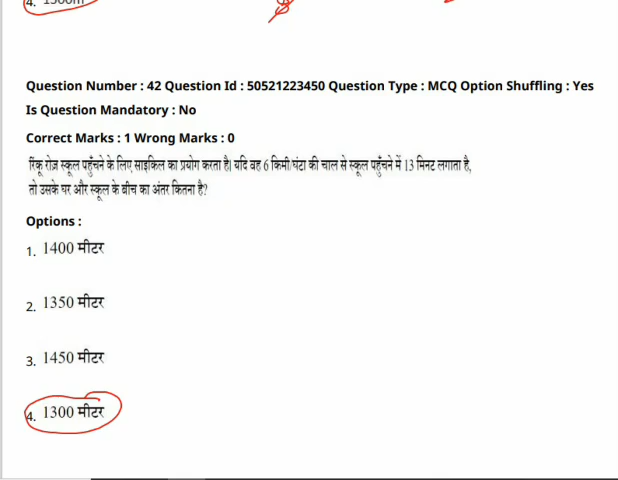 4. 1300m
Question Number : 42 Question Id : 50521223450 Question Type : MCQ Option Shuffling : Yes
Is Question Mandatory : No
Correct Marks : 1 Wrong Marks : 0
रिंकू रोज़ स्कूल पहुँचने के लिए साइकिल का प्रयोग करता है। यदि वह 6 किमी/घंटा की चाल से स्कूल पहुँचने में 13 मिनट लगाता है,
तो उसके घर और स्कूल के बीच का अंतर कितना है?
Options :
1. 1400 मीटर
2. 1350 मीटर
3. 1450 मीटर
4. 1300 मीटर